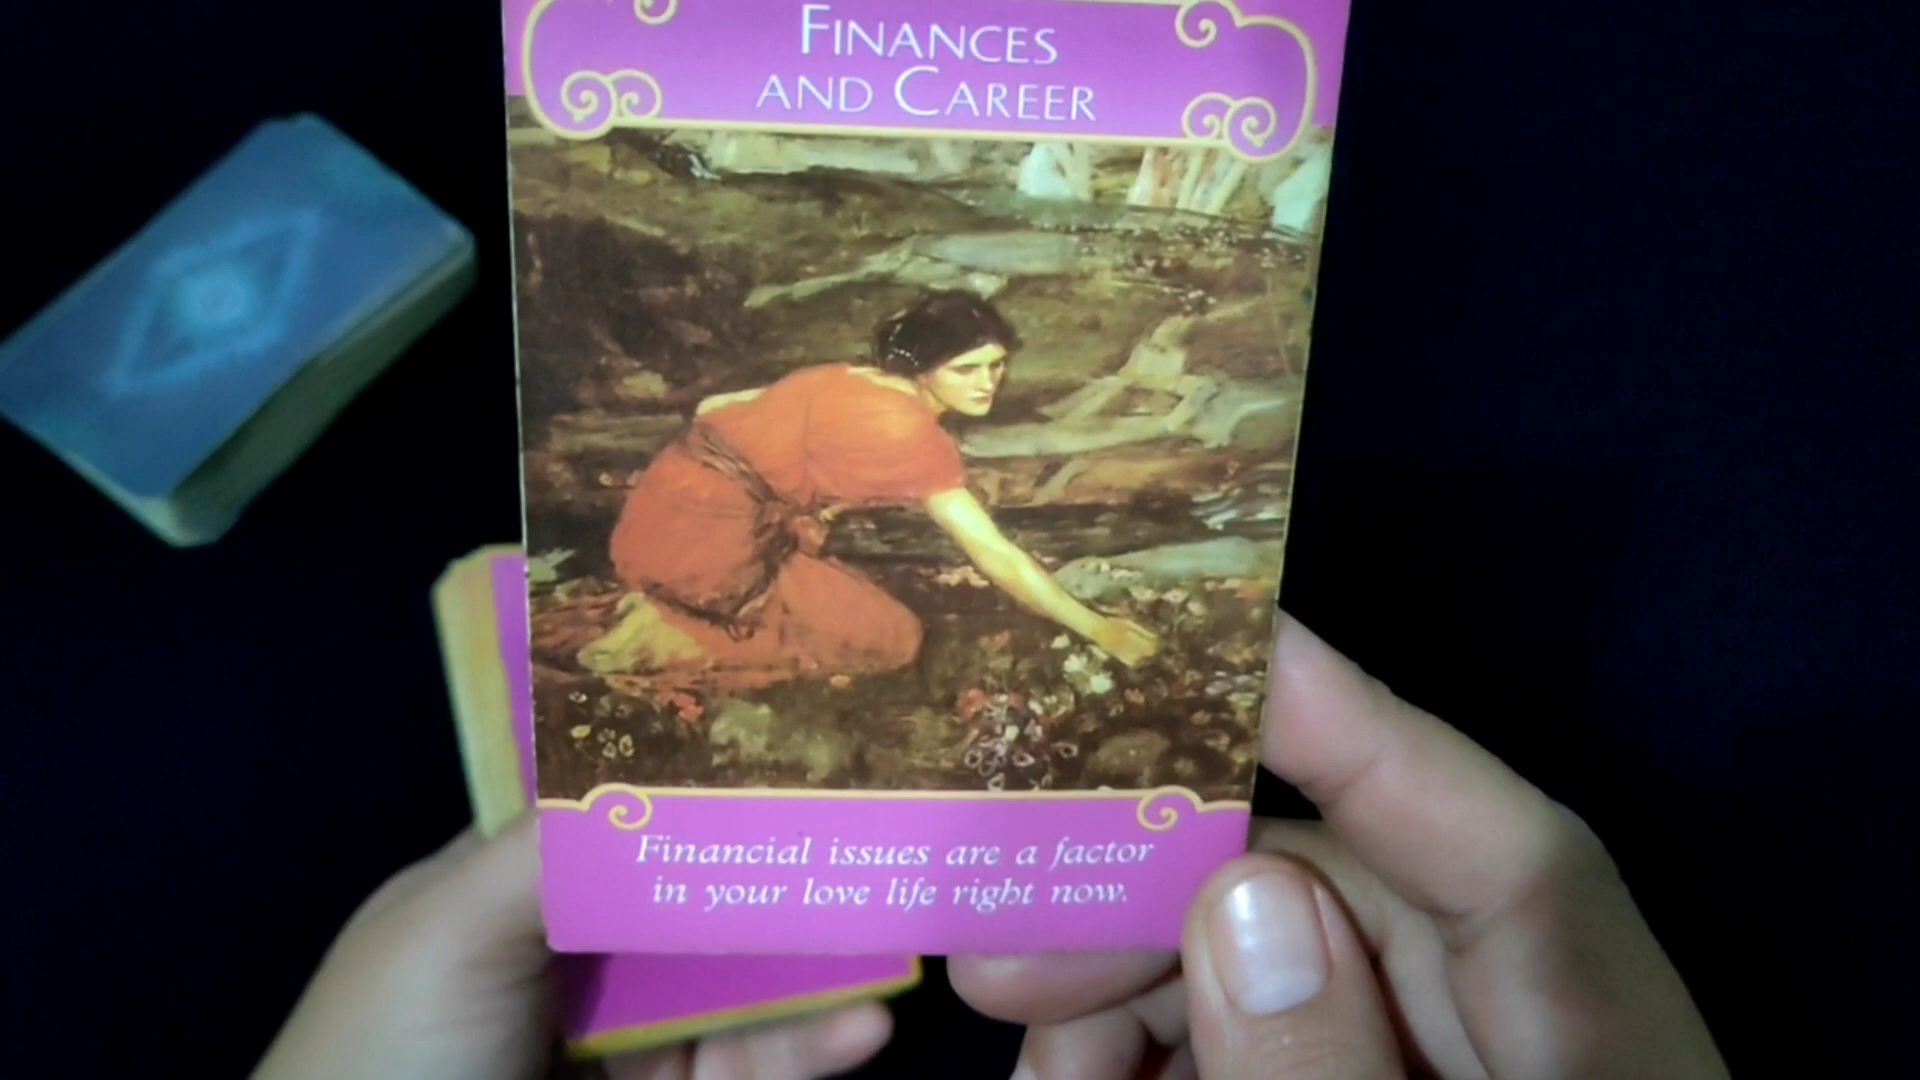 FINANCES
AND CAREER
Financial issues are a factor
in your love life right now.